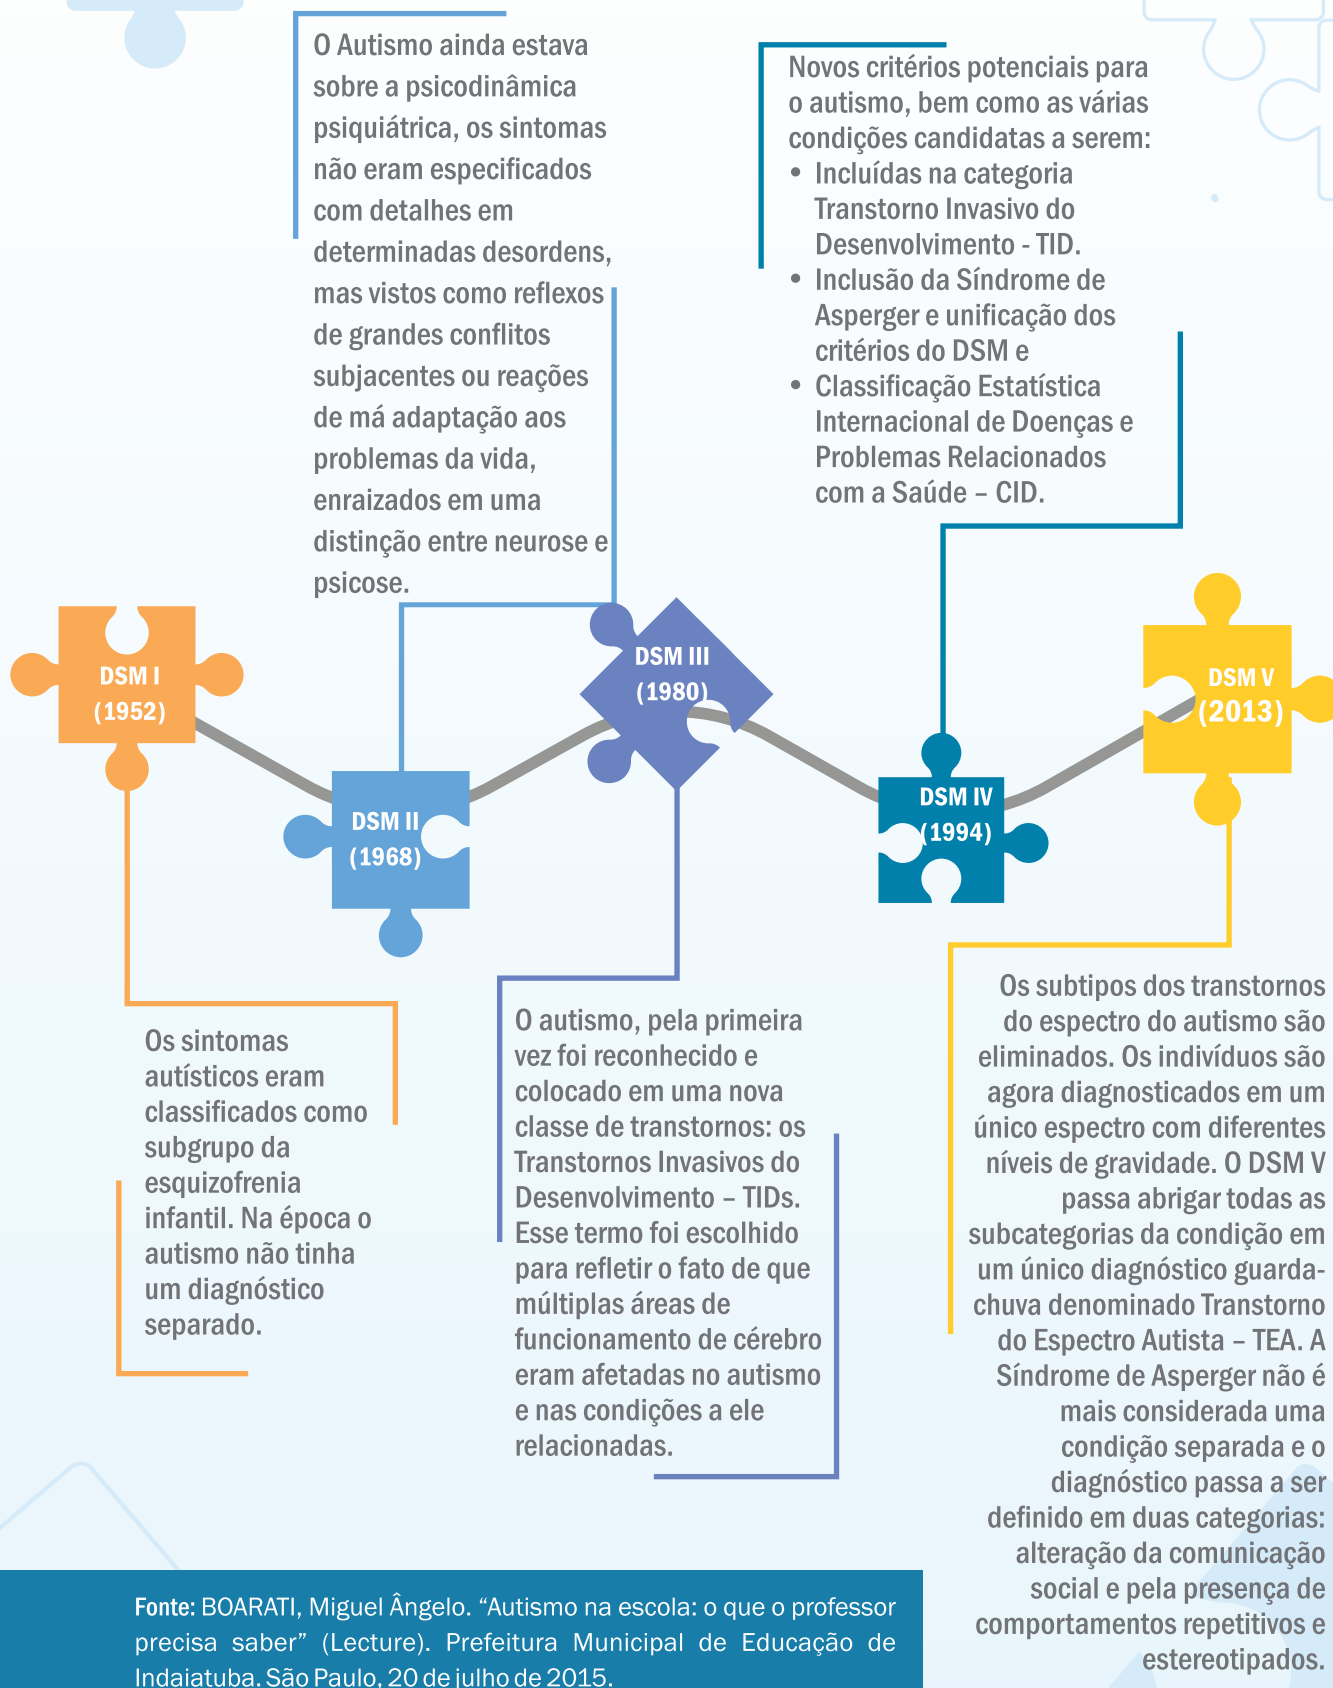 O Autismo ainda estava
sobre a psicodinâmica
psiquiátrica, os sintomas
não eram especificados
com detalhes em
determinadas desordens,
mas vistos como reflexos
de grandes conflitos
subjacentes ou reações
de má adaptação aos
problemas da vida,
enraizados em uma
distinção entre neurose e
psicose.
Novos critérios potenciais para
o autismo, bem como as várias
condições candidatas a serem:
• Incluídas na categoria
Transtorno Invasivo do
Desenvolvimento - TID.
• Inclusão da Síndrome de
Asperger e unificação dos
critérios do DSM e
• Classificação Estatística
Internacional de Doenças e
Problemas Relacionados
com a Saúde – CID.
DSM I
(1952)
DSM II
(1968)
DSM III
(1980)
DSM IV
(1994)
DSM V
(2013)
Os sintomas
autísticos eram
classificados como
subgrupo da
esquizofrenia
infantil. Na época o
autismo não tinha
um diagnóstico
separado.
O autismo, pela primeira
vez foi reconhecido e
colocado em uma nova
classe de transtornos: os
Transtornos Invasivos do
Desenvolvimento – TIDs.
Esse termo foi escolhido
para refletir o fato de que
múltiplas áreas de
funcionamento de cérebro
eram afetadas no autismo
e nas condições a ele
relacionadas.
Os subtipos dos transtornos
do espectro do autismo são
eliminados. Os indivíduos são
agora diagnosticados em um
único espectro com diferentes
níveis de gravidade. O DSM V
passa abrigar todas as
subcategorias da condição em
um único diagnóstico guarda-
chuva denominado Transtorno
do Espectro Autista – TEA. A
Síndrome de Asperger não é
mais considerada uma
condição separada e o
diagnóstico passa a ser
definido em duas categorias:
alteração da comunicação
social e pela presença de
comportamentos repetitivos e
estereotipados.
Fonte: BOARATI, Miguel Ângelo. “Autismo na escola: o que o professor
precisa saber” (Lecture). Prefeitura Municipal de Educação de
Indaiatuba. São Paulo, 20 de julho de 2015.